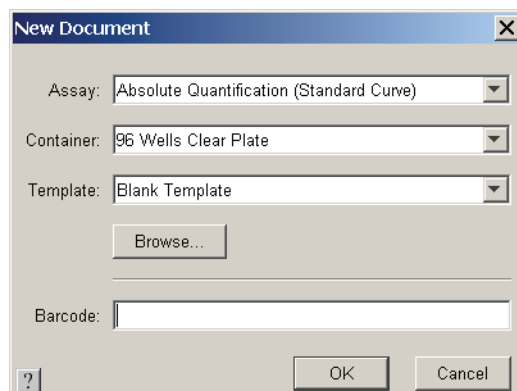 New Document
Assay: Absolute Quantification (Standard Curve)
Container: 96 Wells Clear Plate
Template: Blank Template
Browse...
Barcode:
? OK Cancel